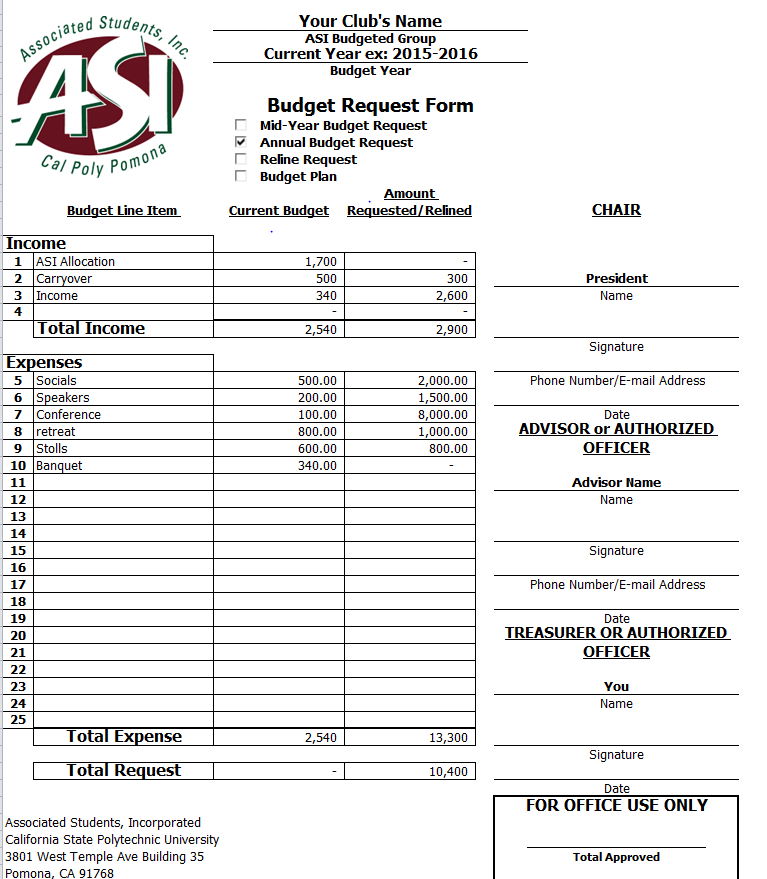 Associated Students, Inc.
ASI
Cal Poly Pomona
Your Club's Name
ASI Budgeted Group
Current Year ex: 2015-2016
Budget Year
Budget Request Form
Mid-Year Budget Request
Annual Budget Request
Reline Request
Budget Plan
Budget Line Item Current Budget Amount Requested/Relined
Income
1 ASI Allocation 1,700 -
2 Carryover 500 300
3 Income 340 2,600
4 - -
Total Income 2,540 2,900
Expenses
5 Socials 500.00 2,000.00
6 Speakers 200.00 1,500.00
7 Conference 100.00 8,000.00
8 retreat 800.00 1,000.00
9 Stolls 600.00 800.00
10 Banquet 340.00 -
11
12
13
14
15
16
17
18
19
20
21
22
23
24
25
Total Expense 2,540 13,300
Total Request - 10,400
CHAIR
President
Name
Signature
Phone Number/E-mail Address
Date
ADVISOR or AUTHORIZED
OFFICER
Advisor Name
Name
Signature
Phone Number/E-mail Address
Date
TREASURER OR AUTHORIZED
OFFICER
You
Name
Signature
Date
FOR OFFICE USE ONLY
Total Approved
Associated Students, Incorporated
California State Polytechnic University
3801 West Temple Ave Building 35
Pomona, CA 91768